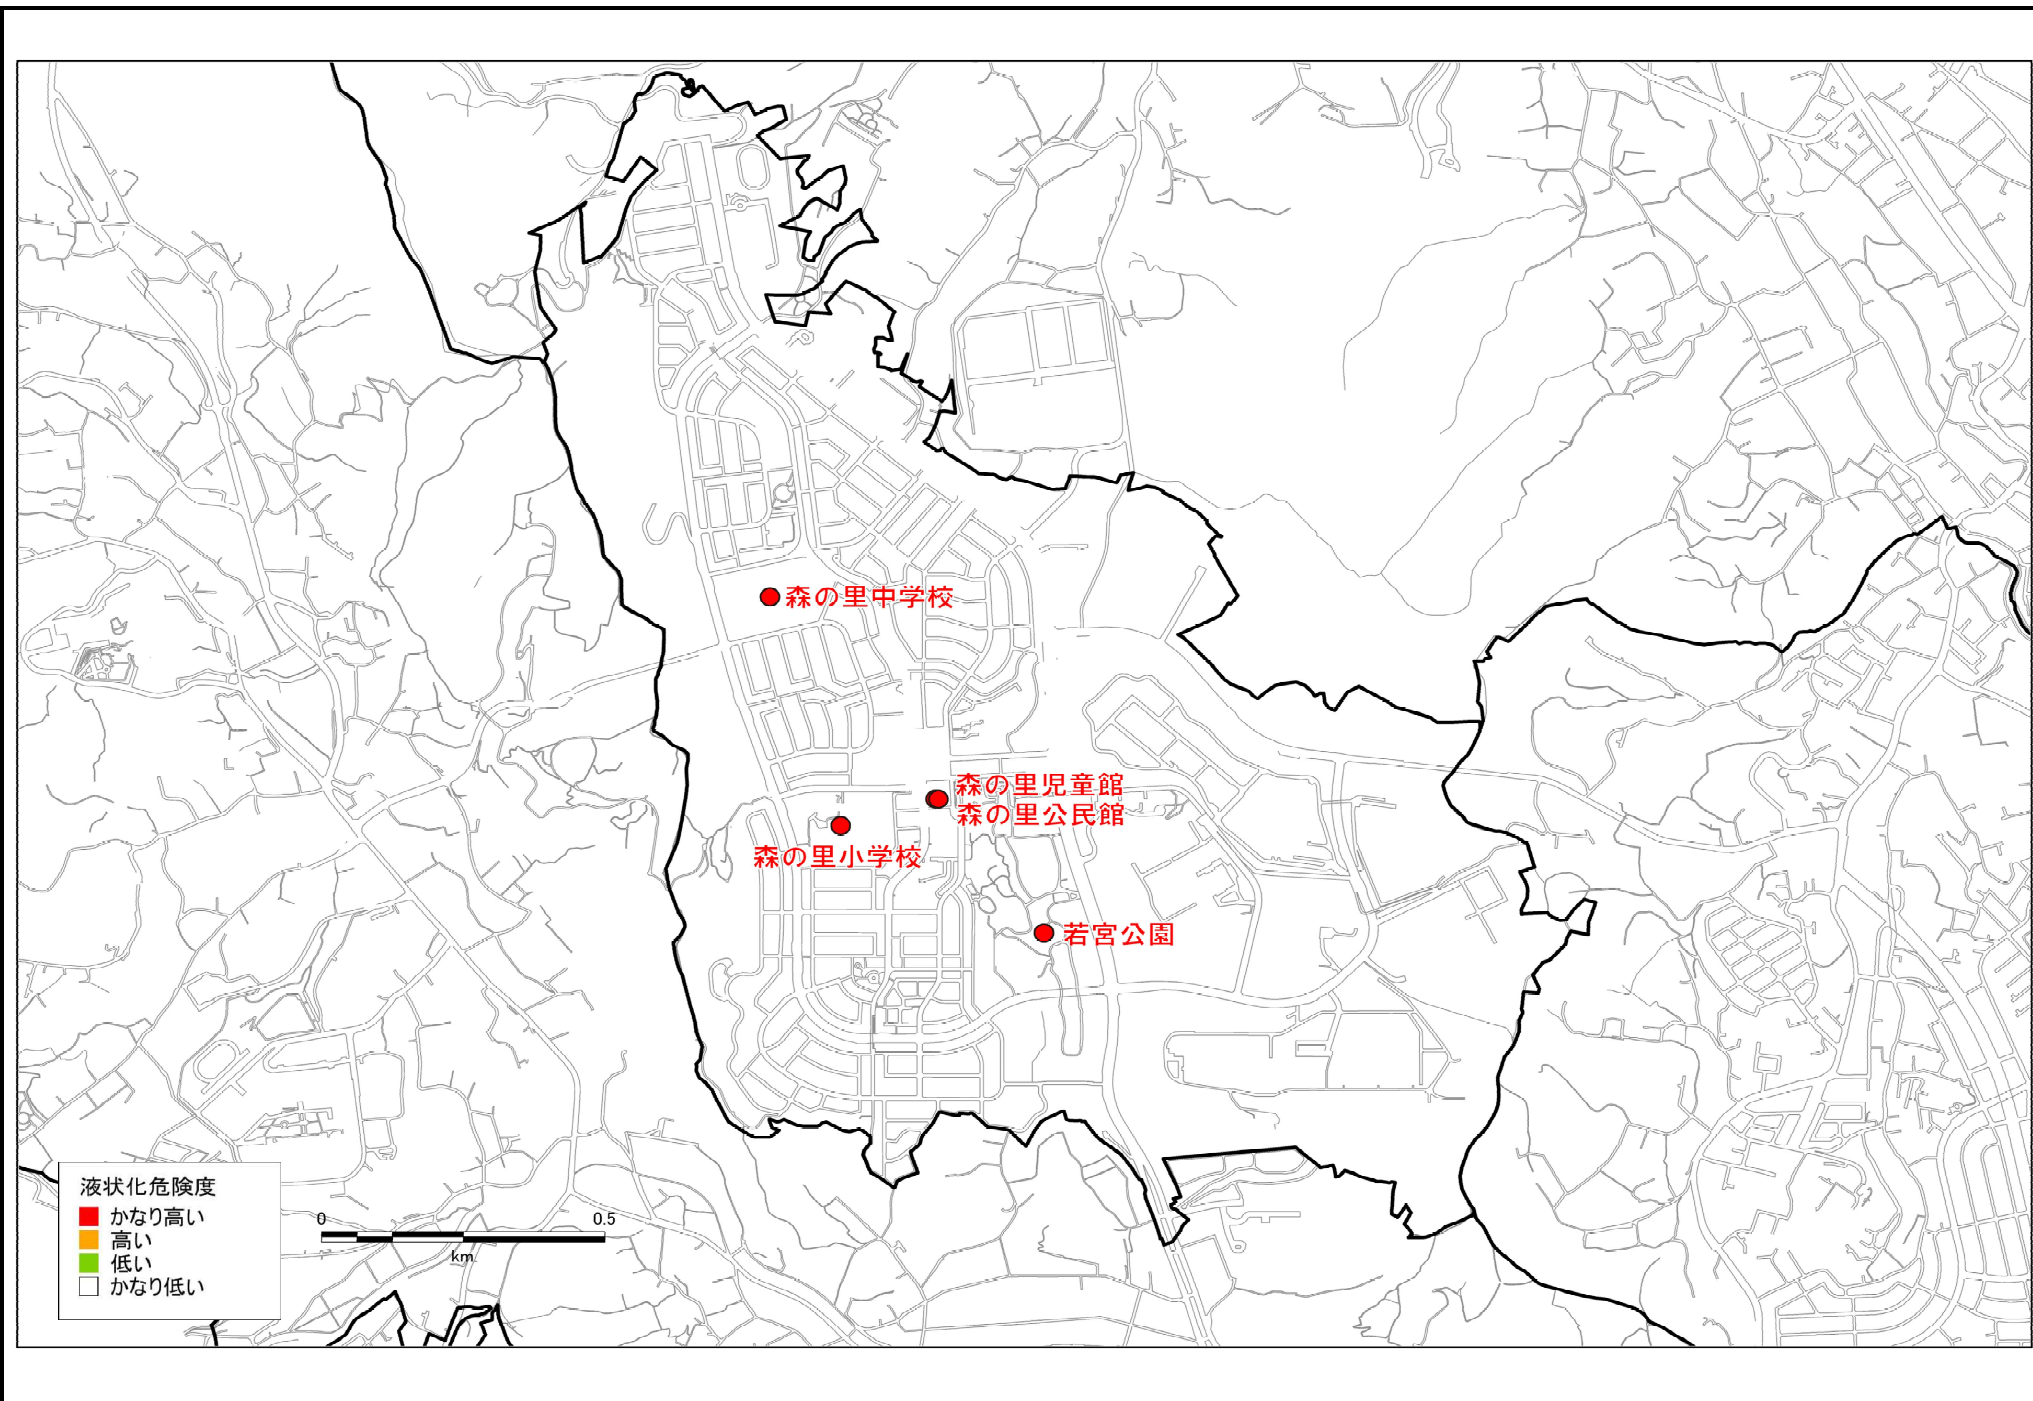 森の里中学校
森の里児童館
森の里公民館
森の里小学校
若宮公園
液状化危険度
かなり高い
高い
低い
かなり低い
0
0.5
km